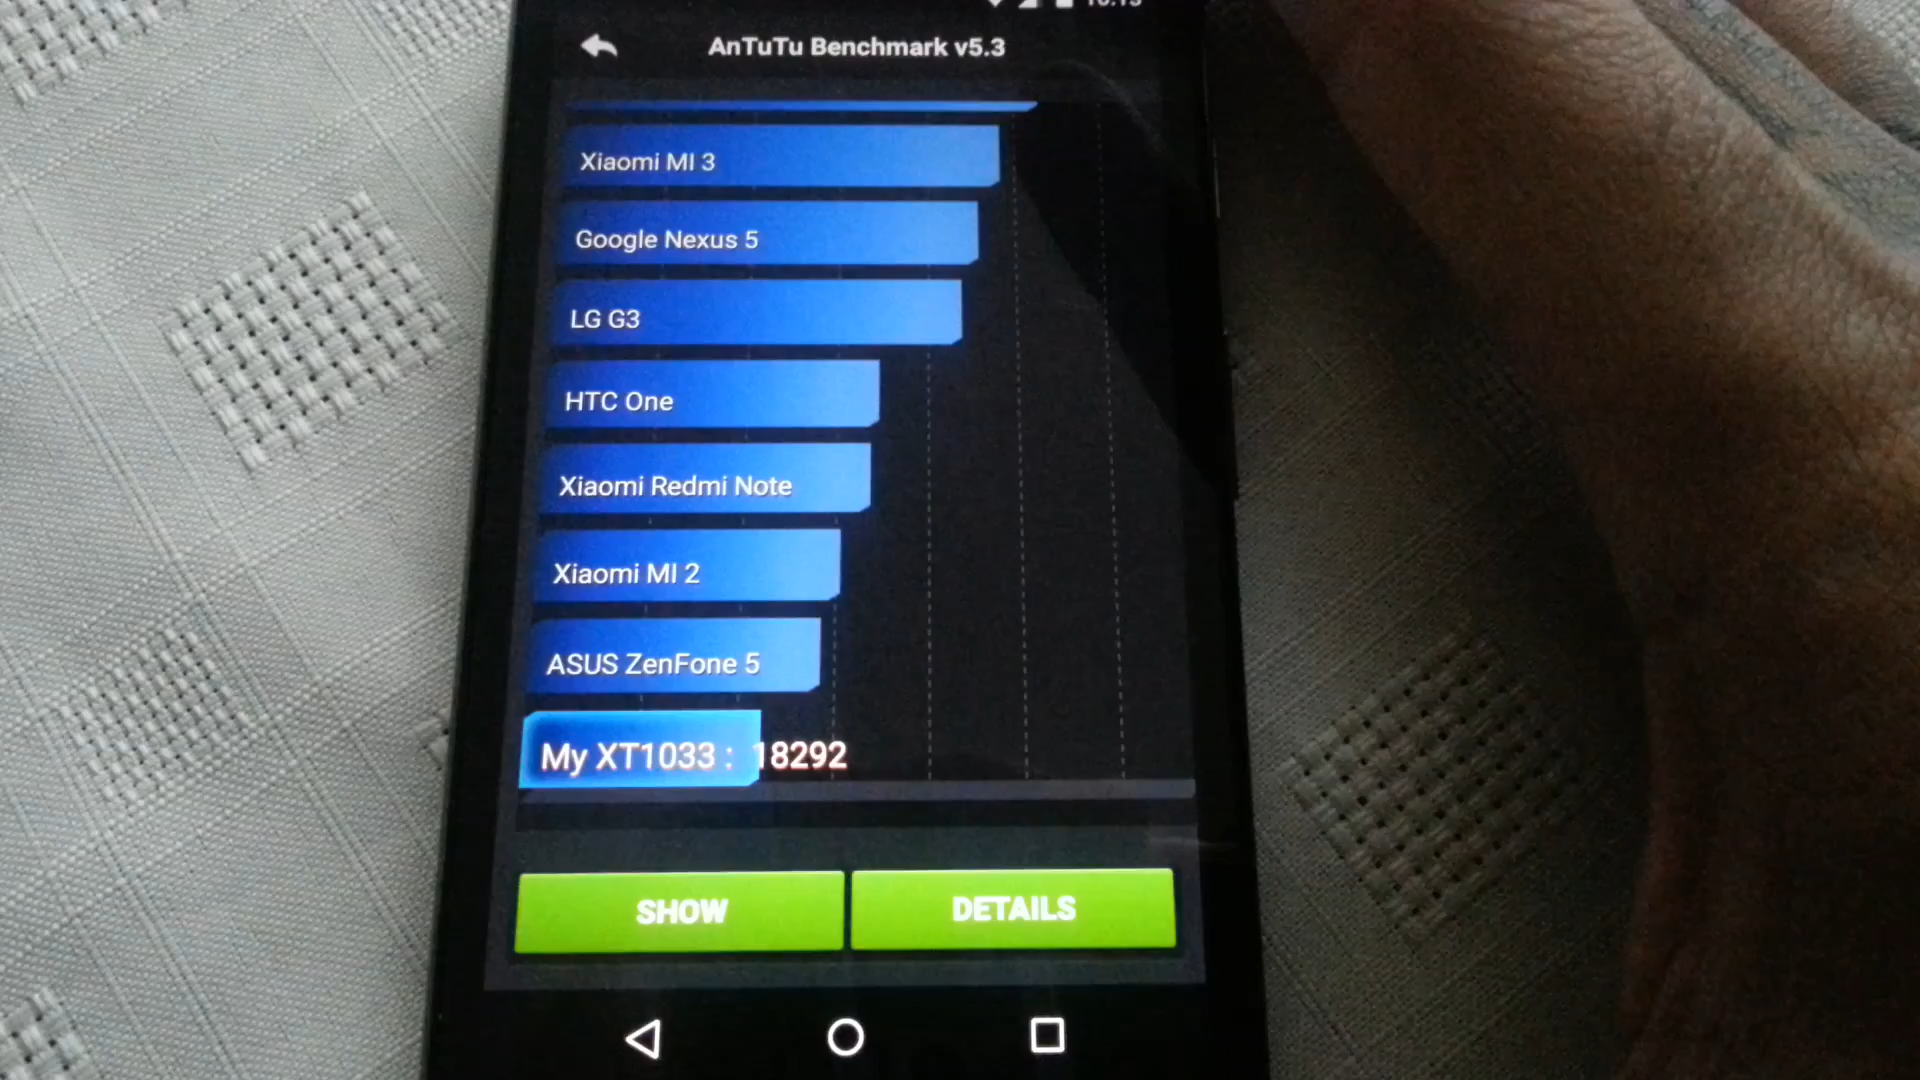 AnTuTu Benchmark v5.3
Xiaomi MI 3
Google Nexus 5
LG G3
HTC One
Xiaomi Redmi Note
Xiaomi MI 2
ASUS ZenFone 5
My XT1033 : 18292
SHOW
DETAILS